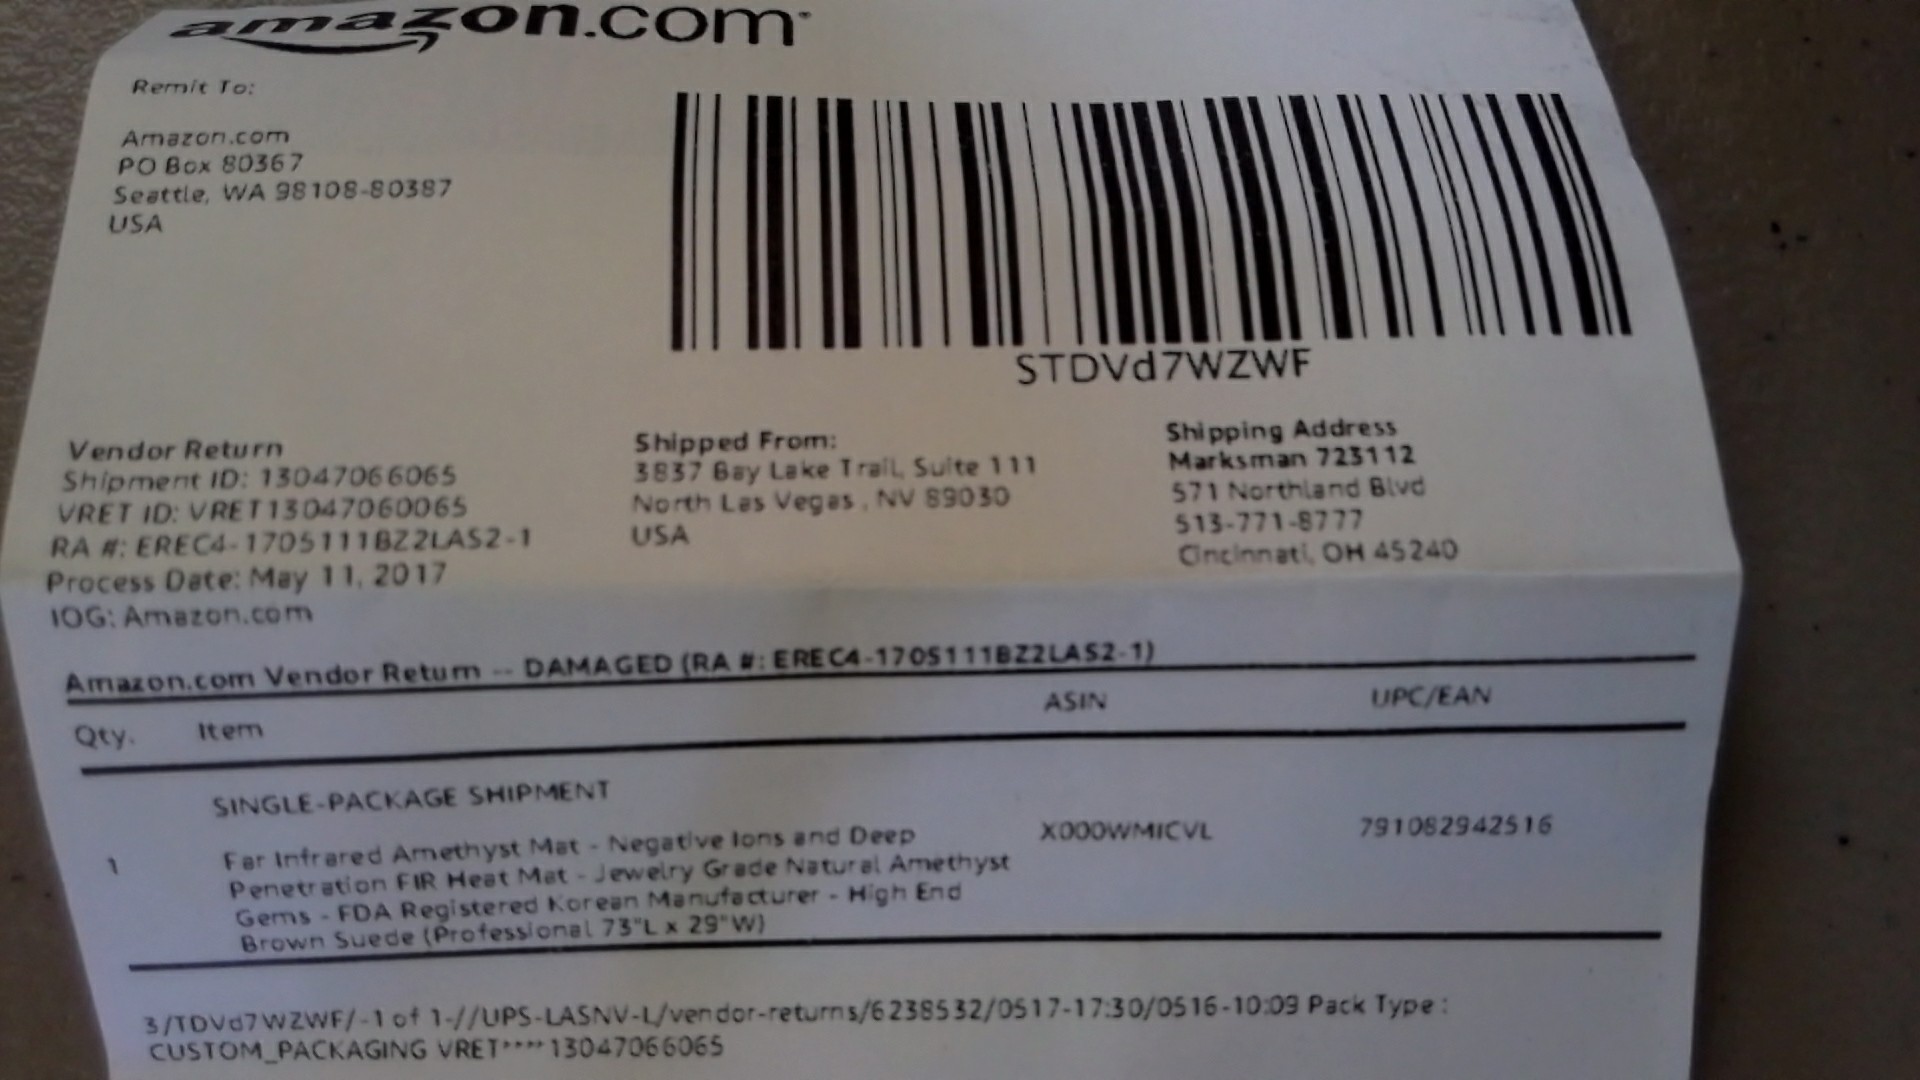 amazon.com
Remit To:
Amazon.com
PO Box 80367
Seattle, WA 98108-80387
USA
STDVd7WZWF
Vendor Return
Shipment ID: 13047066065
VRET ID: VRET13047060065
RA #: EREC4-1705111BZ2LAS2-1
Process Date: May 11, 2017
IOG: Amazon.com
Shipped From:
3837 Bay Lake Trail, Suite 111
North Las Vegas , NV 89030
USA
Shipping Address
Marksman 723112
571 Northland Blvd
513-771-8777
Cincinnati, OH 45240
Amazon.com Vendor Return -- DAMAGED (RA #: EREC4-1705111BZ2LAS2-1)
Qty. Item ASIN UPC/EAN
SINGLE-PACKAGE SHIPMENT
1 Far Infrared Amethyst Mat - Negative Ions and Deep X000WMICVL 791082942516
Penetration FIR Heat Mat - Jewelry Grade Natural Amethyst
Gems - FDA Registered Korean Manufacturer - High End
Brown Suede (Professional 73"L x 29"W)
3/TDVd7WZWF/-1 of 1-//UPS-LASNV-L/vendor-returns/6238532/0517-17:30/0516-10:09 Pack Type :
CUSTOM_PACKAGING VRET****13047066065